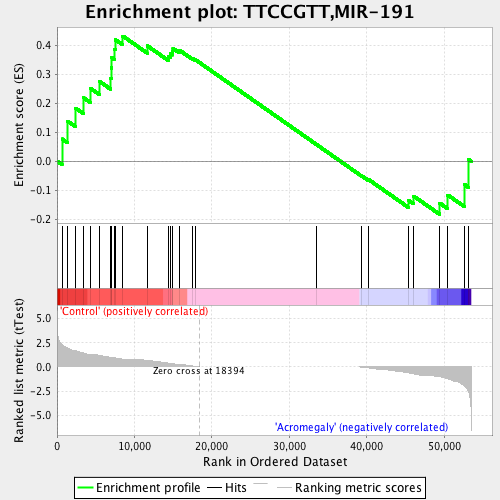 Enrichment plot: TTCCGTT,MIR-191
Enrichment score (ES)
0.4
0.3
0.2
0.1
0.0
-0.1
-0.2
'Control' (positively correlated)
Ranked list metric (tTest)
5.0
2.5
0.0
-2.5
-5.0
Zero cross at 18394
'Acromegaly' (negatively correlated)
0 10,000 20,000 30,000 40,000 50,000
Rank in Ordered Dataset
Enrichment profile Hits Ranking metric scores